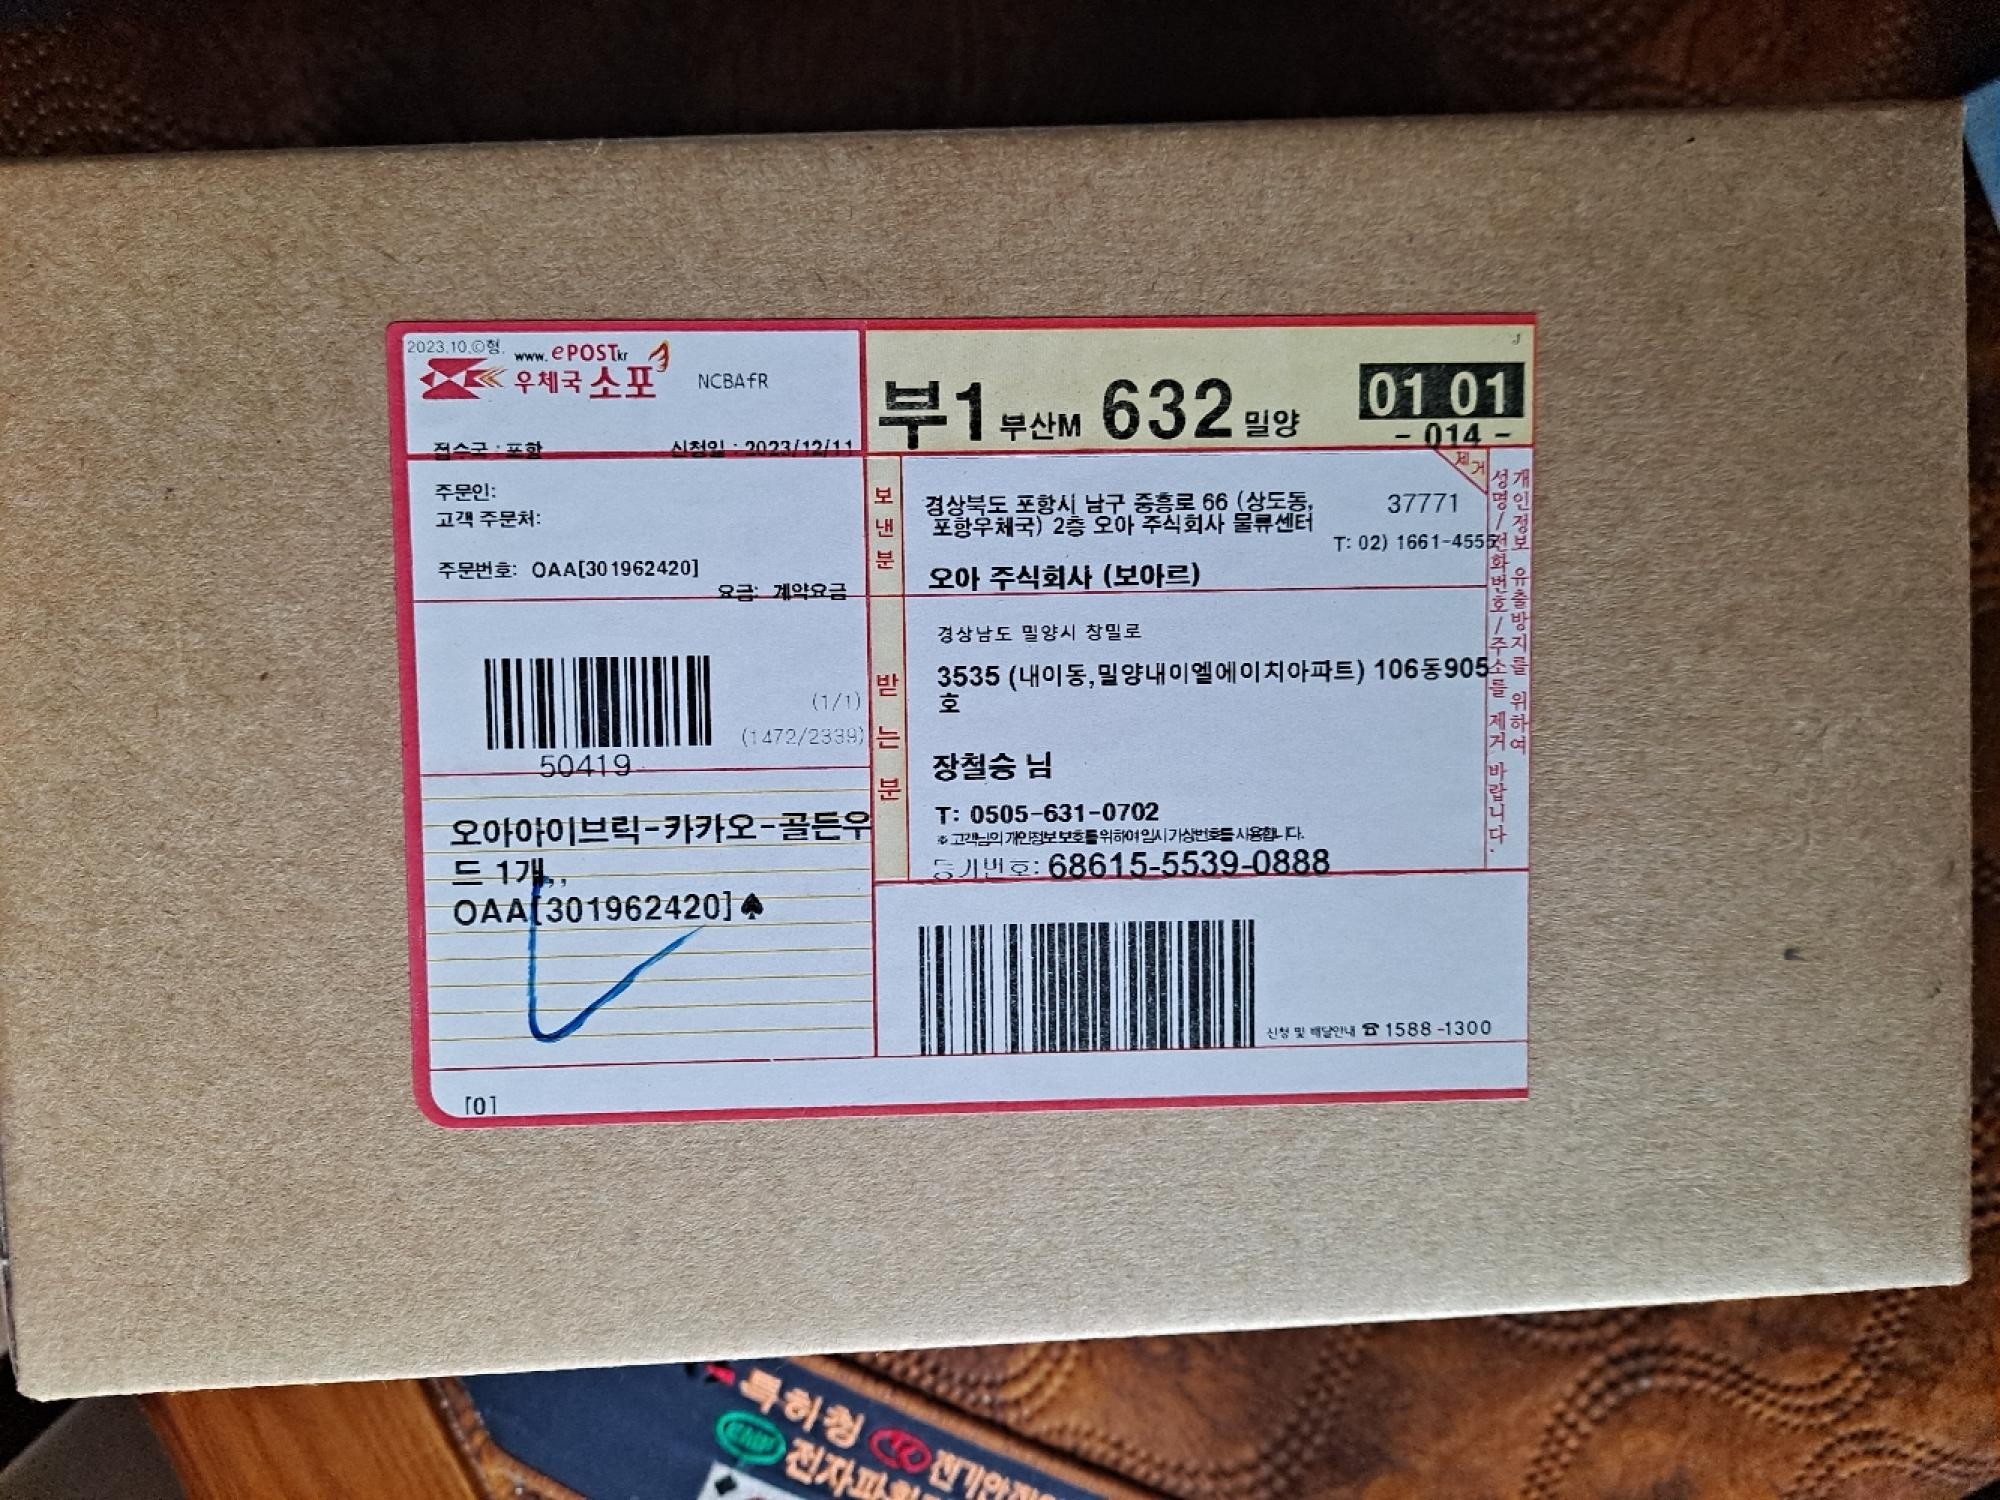 2023.10.©형.
www.ePOSTkr
우체국 소포
NCBAfR
접수국 : 포항
신청일 : 2023/12/11
부1 부산M 632 밀양
01 01
- 014 -
주문인:
고객 주문처:
주문번호: OAA[301962420]
요금: 계약요금
보낸분
경상북도 포항시 남구 중흥로 66 (상도동,
포항우체국) 2층 오아 주식회사 물류센터
37771
T: 02) 1661-4555
오아 주식회사 (보아르)
제거
개인정보 유출방지를 위하여
성명/전화번호/주소를 제거 바랍니다.
받는분
경상남도 밀양시 창밀로
3535 (내이동,밀양내이엘에이치아파트) 106동905
호
장철승 님
T: 0505-631-0702
※ 고객님의 개인정보보호를 위하여 임시 가상번호를 사용합니다.
등기번호: 68615-5539-0888
(1/1)
(1472/2339)
50419
오아아이브릭-카카오-골든우
드 1개,,
OAA[301962420]♠
신청 및 배달안내 ☎ 1588-1300
[0]
특허청
전기안전
전자파